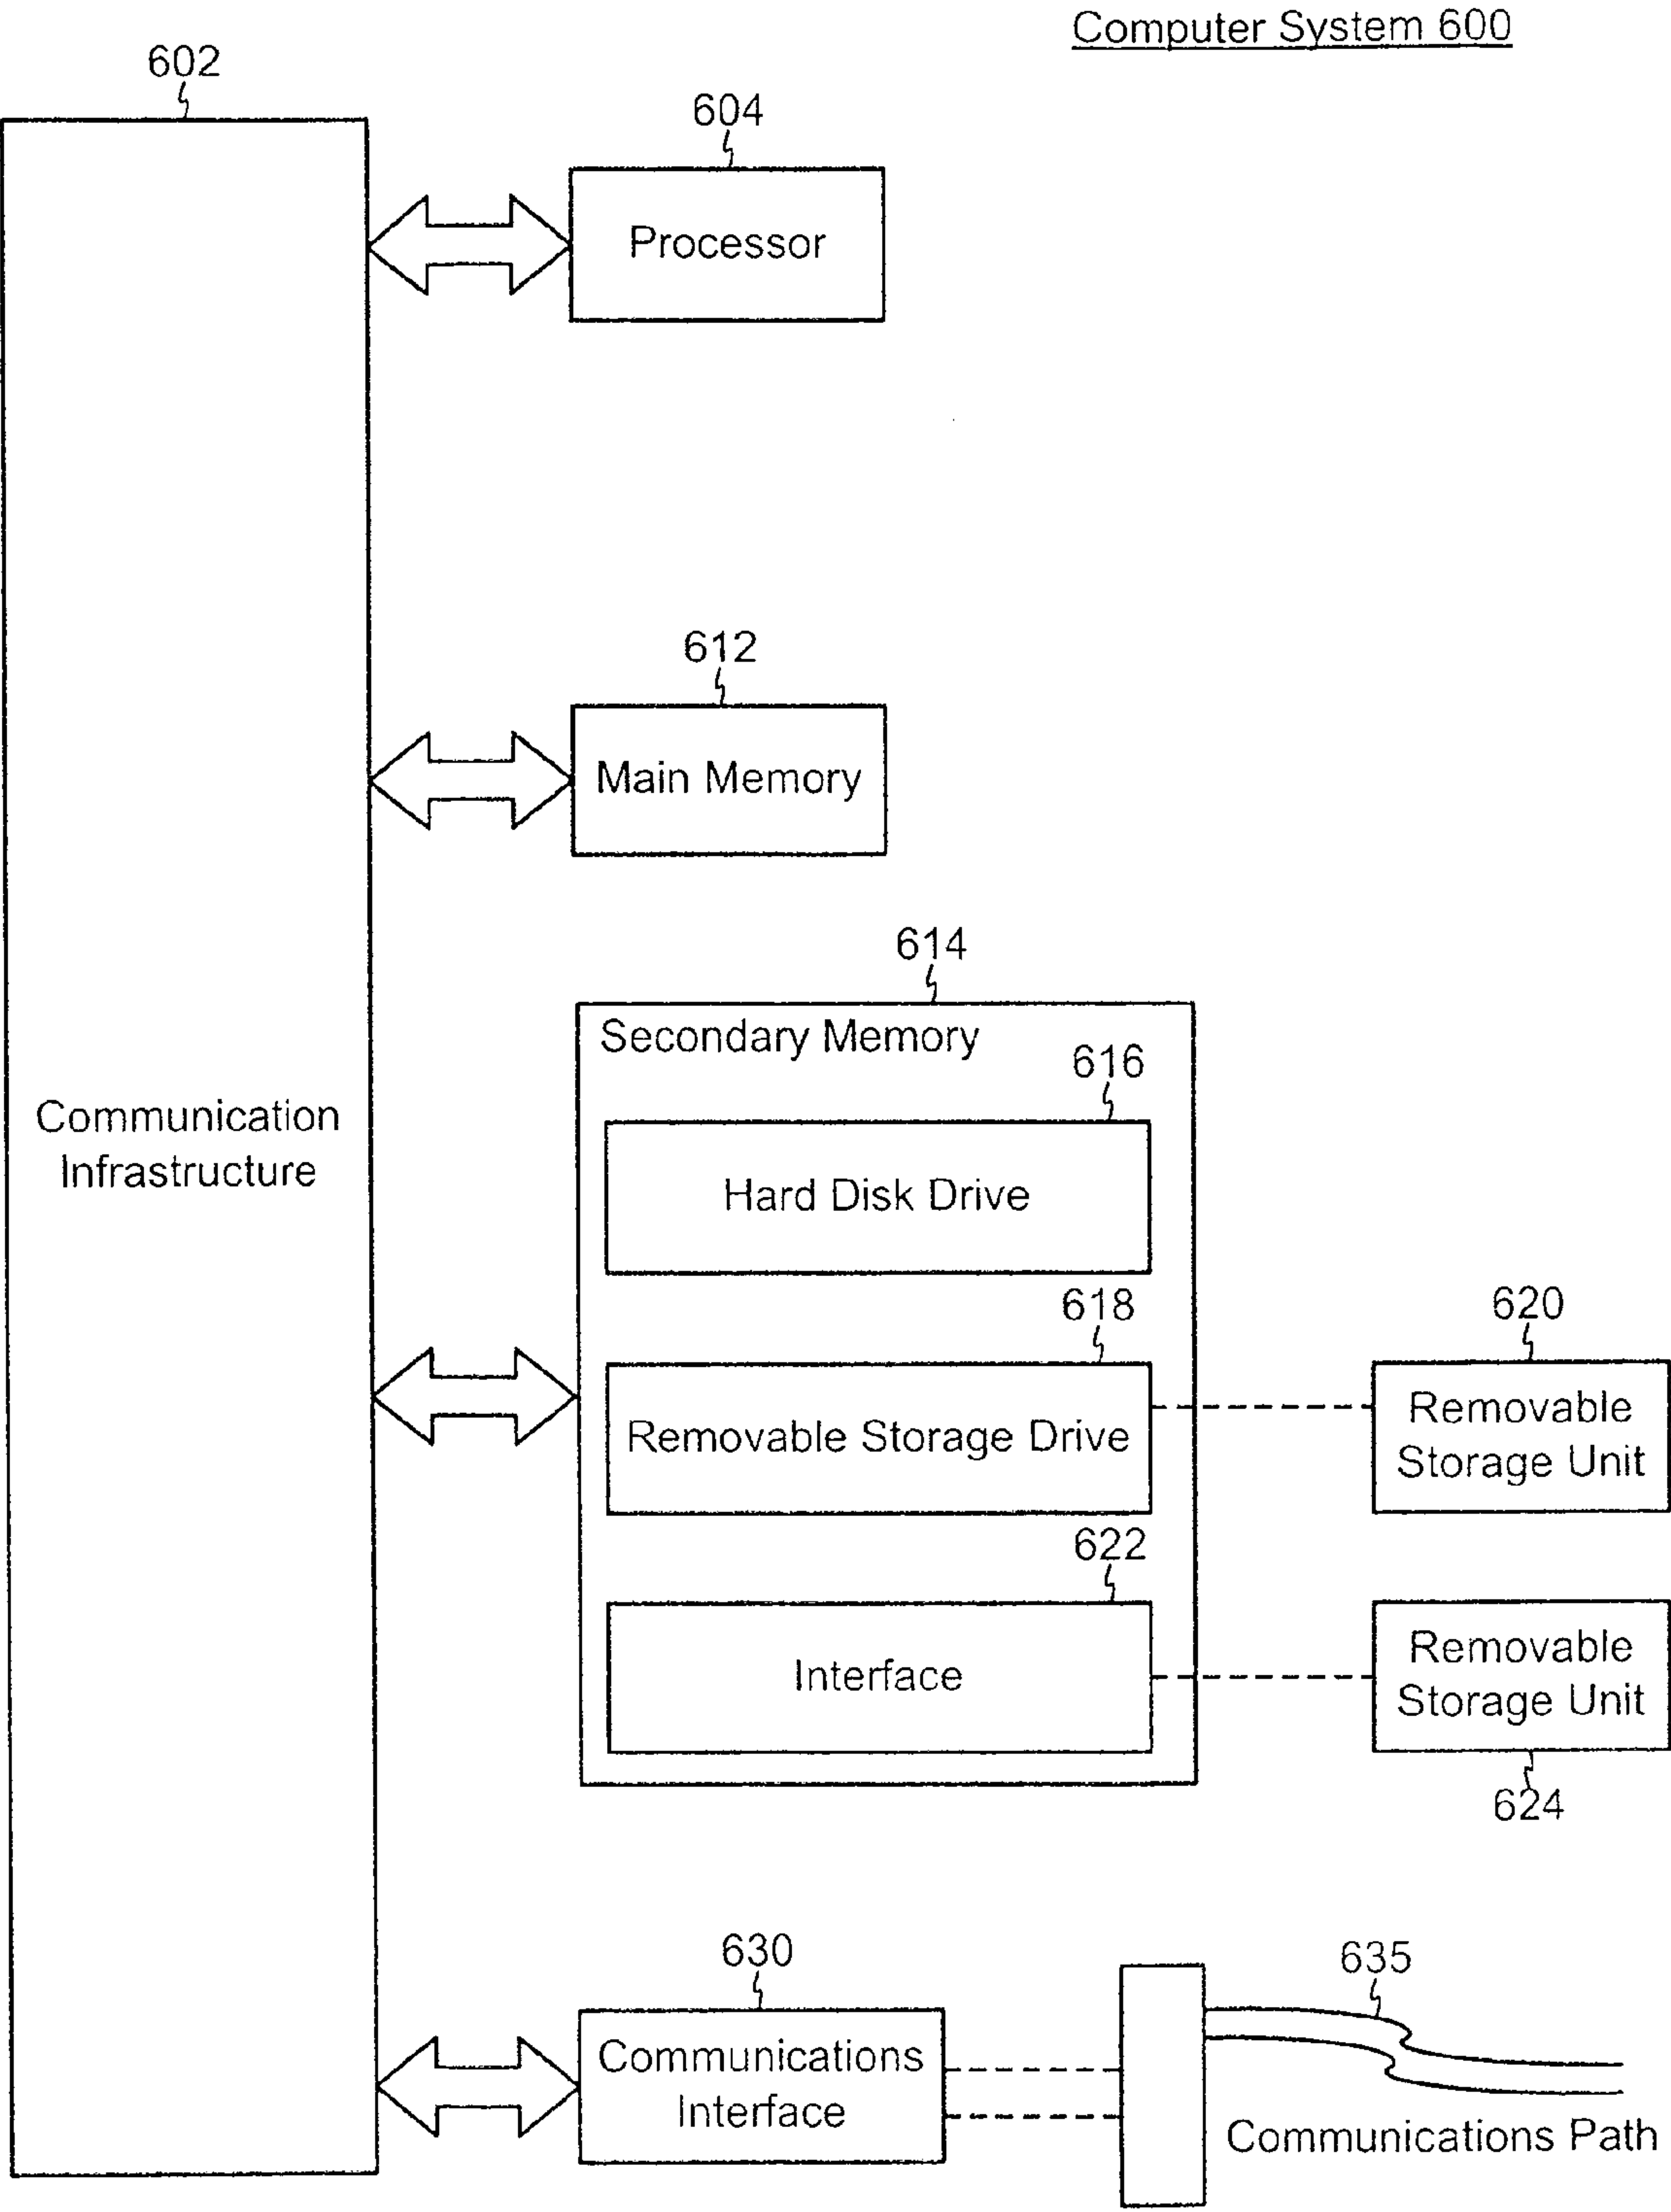 Computer System 600
602
604
Processor
612
Main Memory
614
Secondary Memory
616
Communication
Infrastructure
Hard Disk Drive
618
620
Removable Storage Drive
Removable
Storage Unit
622
Interface
Removable
Storage Unit
624
630
635
Communications
Interface
Communications Path